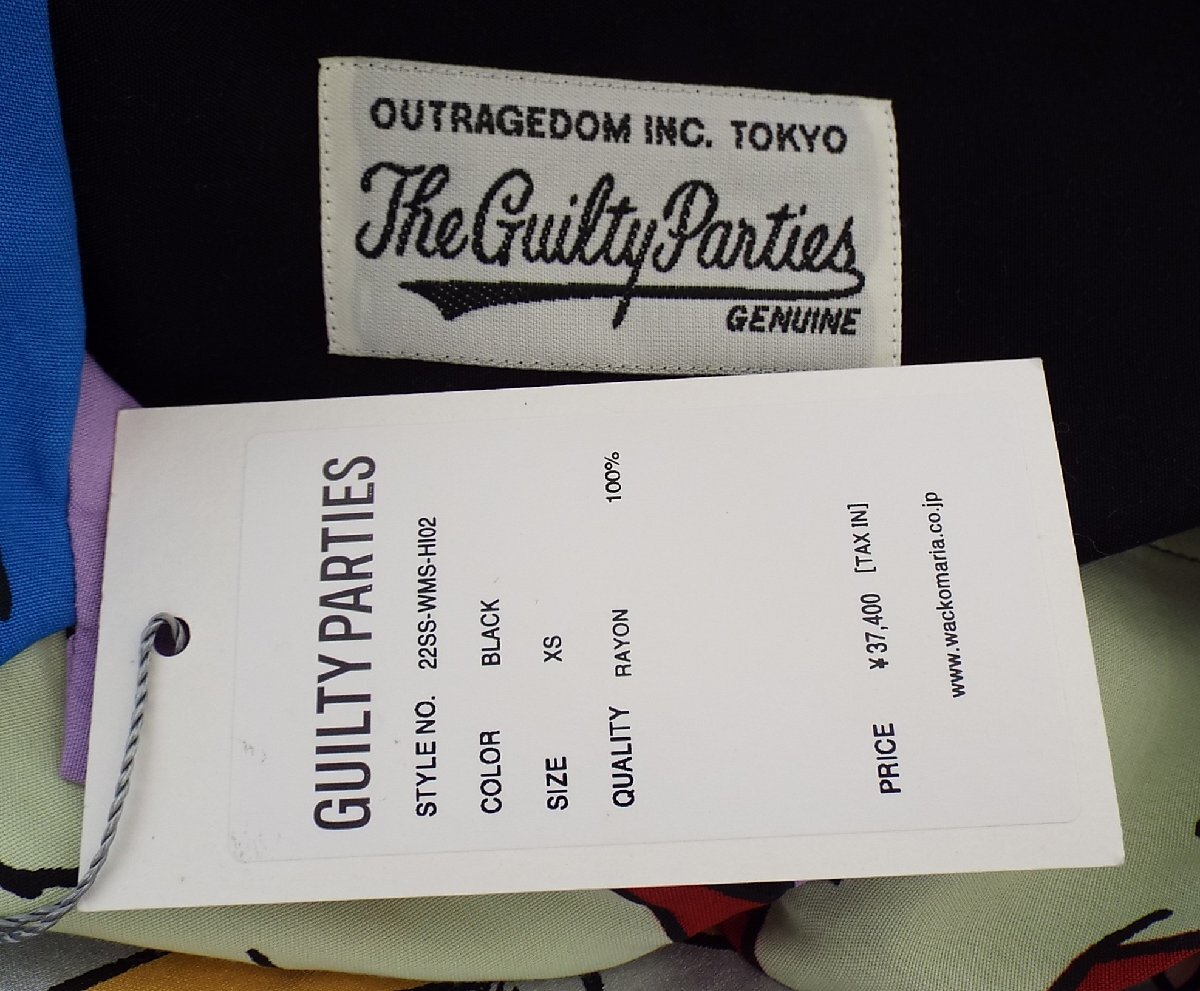 OUTRAGEDOM INC. TOKYO
The Guilty Parties
GENUINE
GUILTY PARTIES
STYLE NO. 22SS-WMS-HI02
COLOR BLACK
SIZE XS
QUALITY RAYON 100%
PRICE ¥37,400 [TAX IN]
www.wackomaria.co.jp